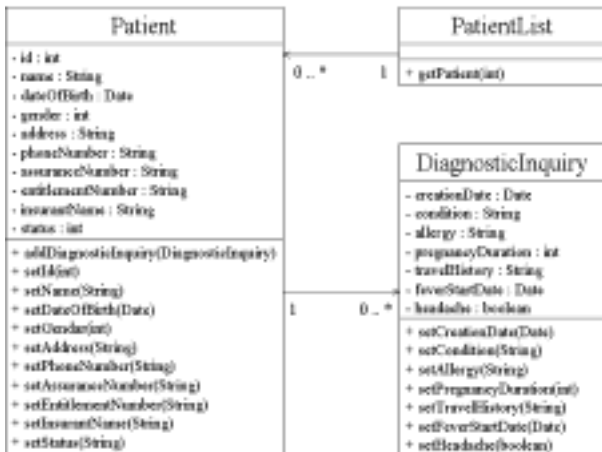 Patient
- id : int
- name : String
- dateOfBirth : Date
- gender : int
- address : String
- phoneNumber : String
- assuranceNumber : String
- entitlementNumber : String
- insurantName : String
- status : int
+ addDiagnosticInquiry(DiagnosticInquiry)
+ setId(int)
+ setName(String)
+ setDateOfBirth(Date)
+ setGender(int)
+ setAddress(String)
+ setPhoneNumber(String)
+ setAssuranceNumber(String)
+ setEntitlementNumber(String)
+ setInsurantName(String)
+ setStatus(String)
0 .. *
1
PatientList
+ getPatient(int)
1
0 .. *
DiagnosticInquiry
- creationDate : Date
- condition : String
- allergy : String
- pregnancyDuration : int
- travelHistory : String
- feverStartDate : Date
- headache : boolean
+ setCreationDate(Date)
+ setCondition(String)
+ setAllergy(String)
+ setPregnancyDuration(int)
+ setTravelHistory(String)
+ setFeverStartDate(Date)
+ setHeadache(boolean)